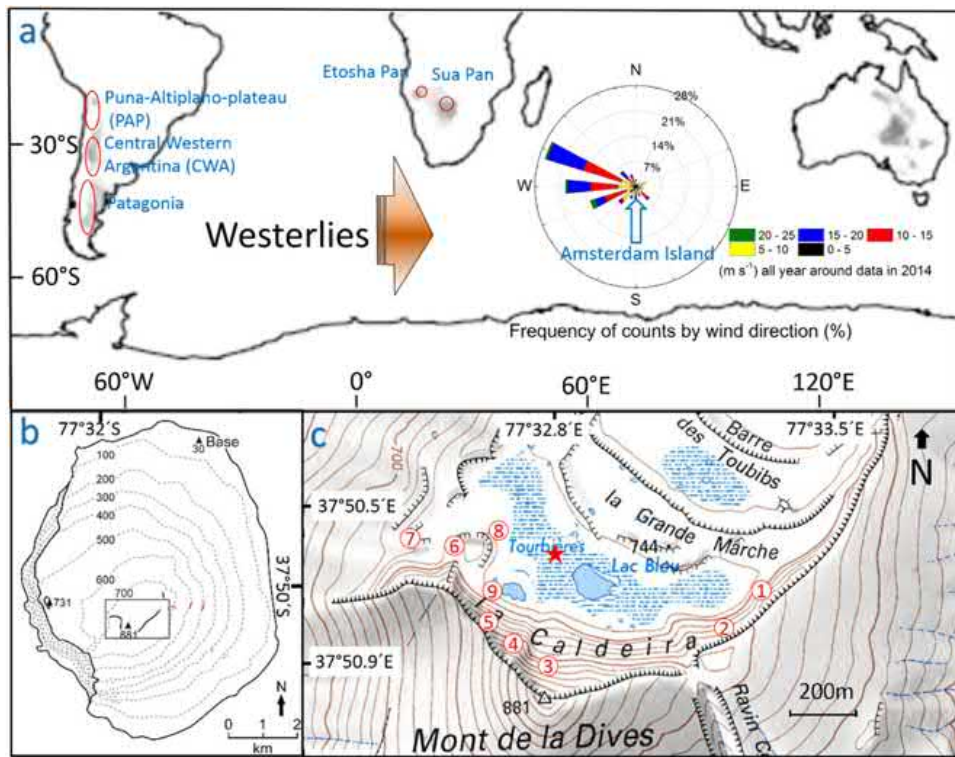 a
Etosha Pan
Sua Pan
Puna-Altiplano-plateau
(PAP)
Central Western
Argentina (CWA)
Patagonia
30°S
60°S
Westerlies
N
28%
21%
14%
7%
W
E
S
Amsterdam Island
20 - 25
15 - 20
10 - 15
5 - 10
0 - 5
(m s⁻¹) all year around data in 2014
Frequency of counts by wind direction (%)
60°W
0°
60°E
120°E
b
77°32´S
Base
30
100
200
300
400
500
600
700
731
881
37°50´S
N
0 1 2
km
c
77°32.8´E
77°33.5´E
N
37°50.5´E
37°50.9´E
700
Barre
des
Toubibs
la Grande Marche
744
Tourbières
Lac Bleu
1
2
3
4
5
6
7
8
9
Caldeira
881
200m
Mont de la Dives
Ravin